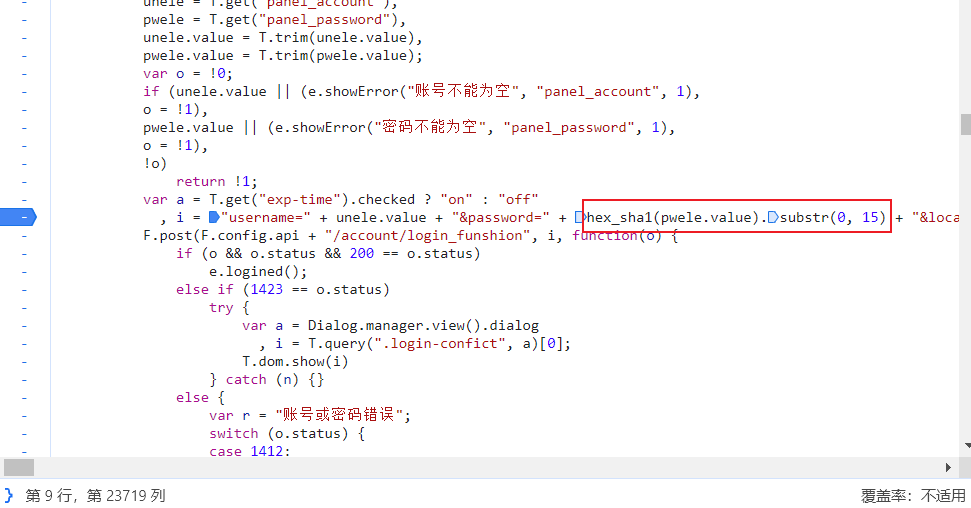 unele = T.get("panel_account"),
- pwele = T.get("panel_password"),
- unele.value = T.trim(unele.value),
- pwele.value = T.trim(pwele.value);
- var o = !0;
- if (unele.value || (e.showError("账号不能为空", "panel_account", 1),
- o = !1),
- pwele.value || (e.showError("密码不能为空", "panel_password", 1),
- o = !1),
- !o)
- return !1;
- var a = T.get("exp-time").checked ? "on" : "off"
- , i = "username=" + unele.value + "&password=" + hex_sha1(pwele.value).substr(0, 15) + "&loca
- F.post(F.config.api + "/account/login_funshion", i, function(o) {
- if (o && o.status && 200 == o.status)
- e.logined();
- else if (1423 == o.status)
- try {
- var a = Dialog.manager.view().dialog
- , i = T.query(".login-confict", a)[0];
- T.dom.show(i)
- } catch (n) {}
- else {
- var r = "账号或密码错误";
- switch (o.status) {
- case 1412:
} 第 9 行，第 23719 列 覆盖率：不适用